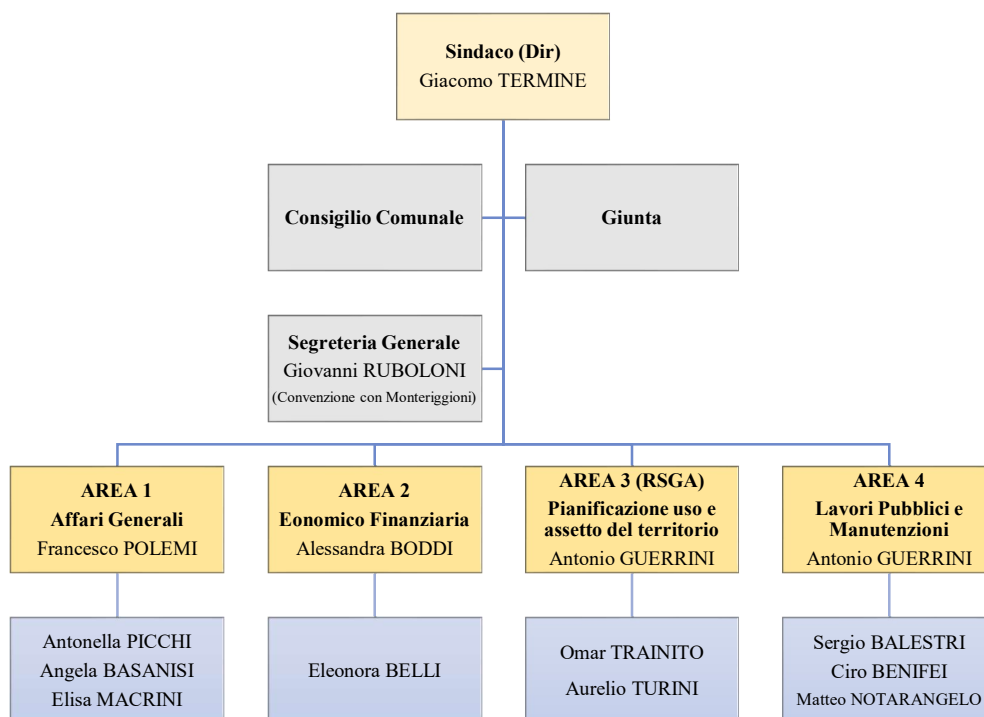 Sindaco (Dir)
Giacomo TERMINE
Consigilio Comunale
Giunta
Segreteria Generale
Giovanni RUBOLONI
(Convenzione con Monteriggioni)
AREA 1
Affari Generali
Francesco POLEMI
AREA 2
Eonomico Finanziaria
Alessandra BODDI
AREA 3 (RSGA)
Pianificazione uso e
assetto del territorio
Antonio GUERRINI
AREA 4
Lavori Pubblici e
Manutenzioni
Antonio GUERRINI
Antonella PICCHI
Angela BASANISI
Elisa MACRINI
Eleonora BELLI
Omar TRAINITO
Aurelio TURINI
Sergio BALESTRI
Ciro BENIFEI
Matteo NOTARANGELO